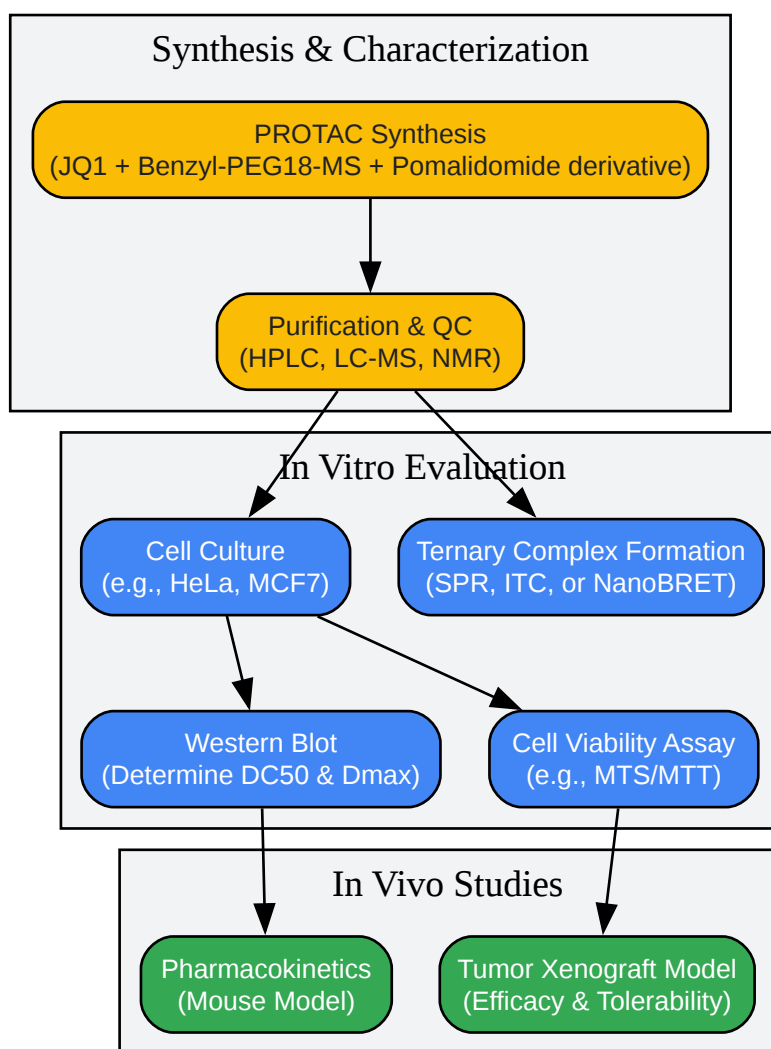 Synthesis & Characterization
PROTAC Synthesis
(JQ1 + Benzyl-PEG18-MS + Pomalidomide derivative)
Purification & QC
(HPLC, LC-MS, NMR)
In Vitro Evaluation
Cell Culture
(e.g., HeLa, MCF7)
Ternary Complex Formation
(SPR, ITC, or NanoBRET)
Western Blot
(Determine DC50 & Dmax)
Cell Viability Assay
(e.g., MTS/MTT)
In Vivo Studies
Pharmacokinetics
(Mouse Model)
Tumor Xenograft Model
(Efficacy & Tolerability)